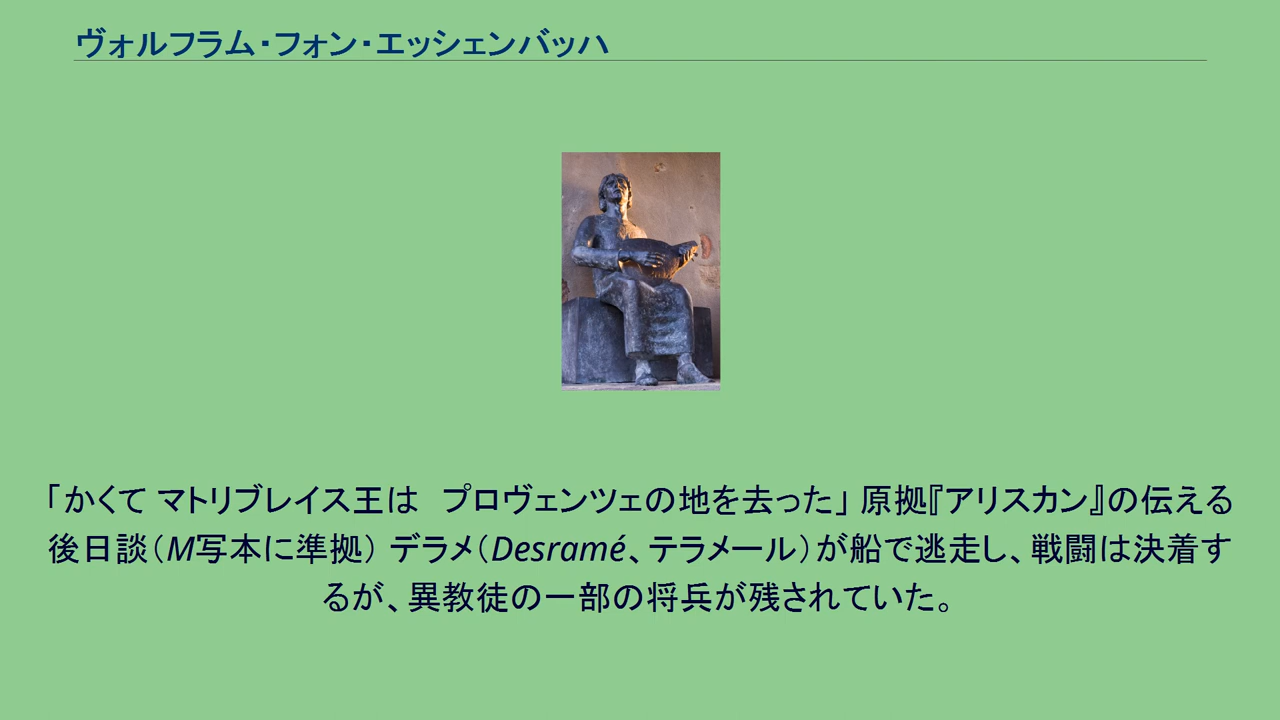 ヴォルフラム・フォン・エッシェンバッハ
「かくて マトリブレイス王は　プロヴェンツェの地を去った」 原拠『アリスカン』の伝える
後日談（M写本に準拠） デラメ（Desramé、テラメール）が船で逃走し、戦闘は決着す
るが、異教徒の一部の将兵が残されていた。